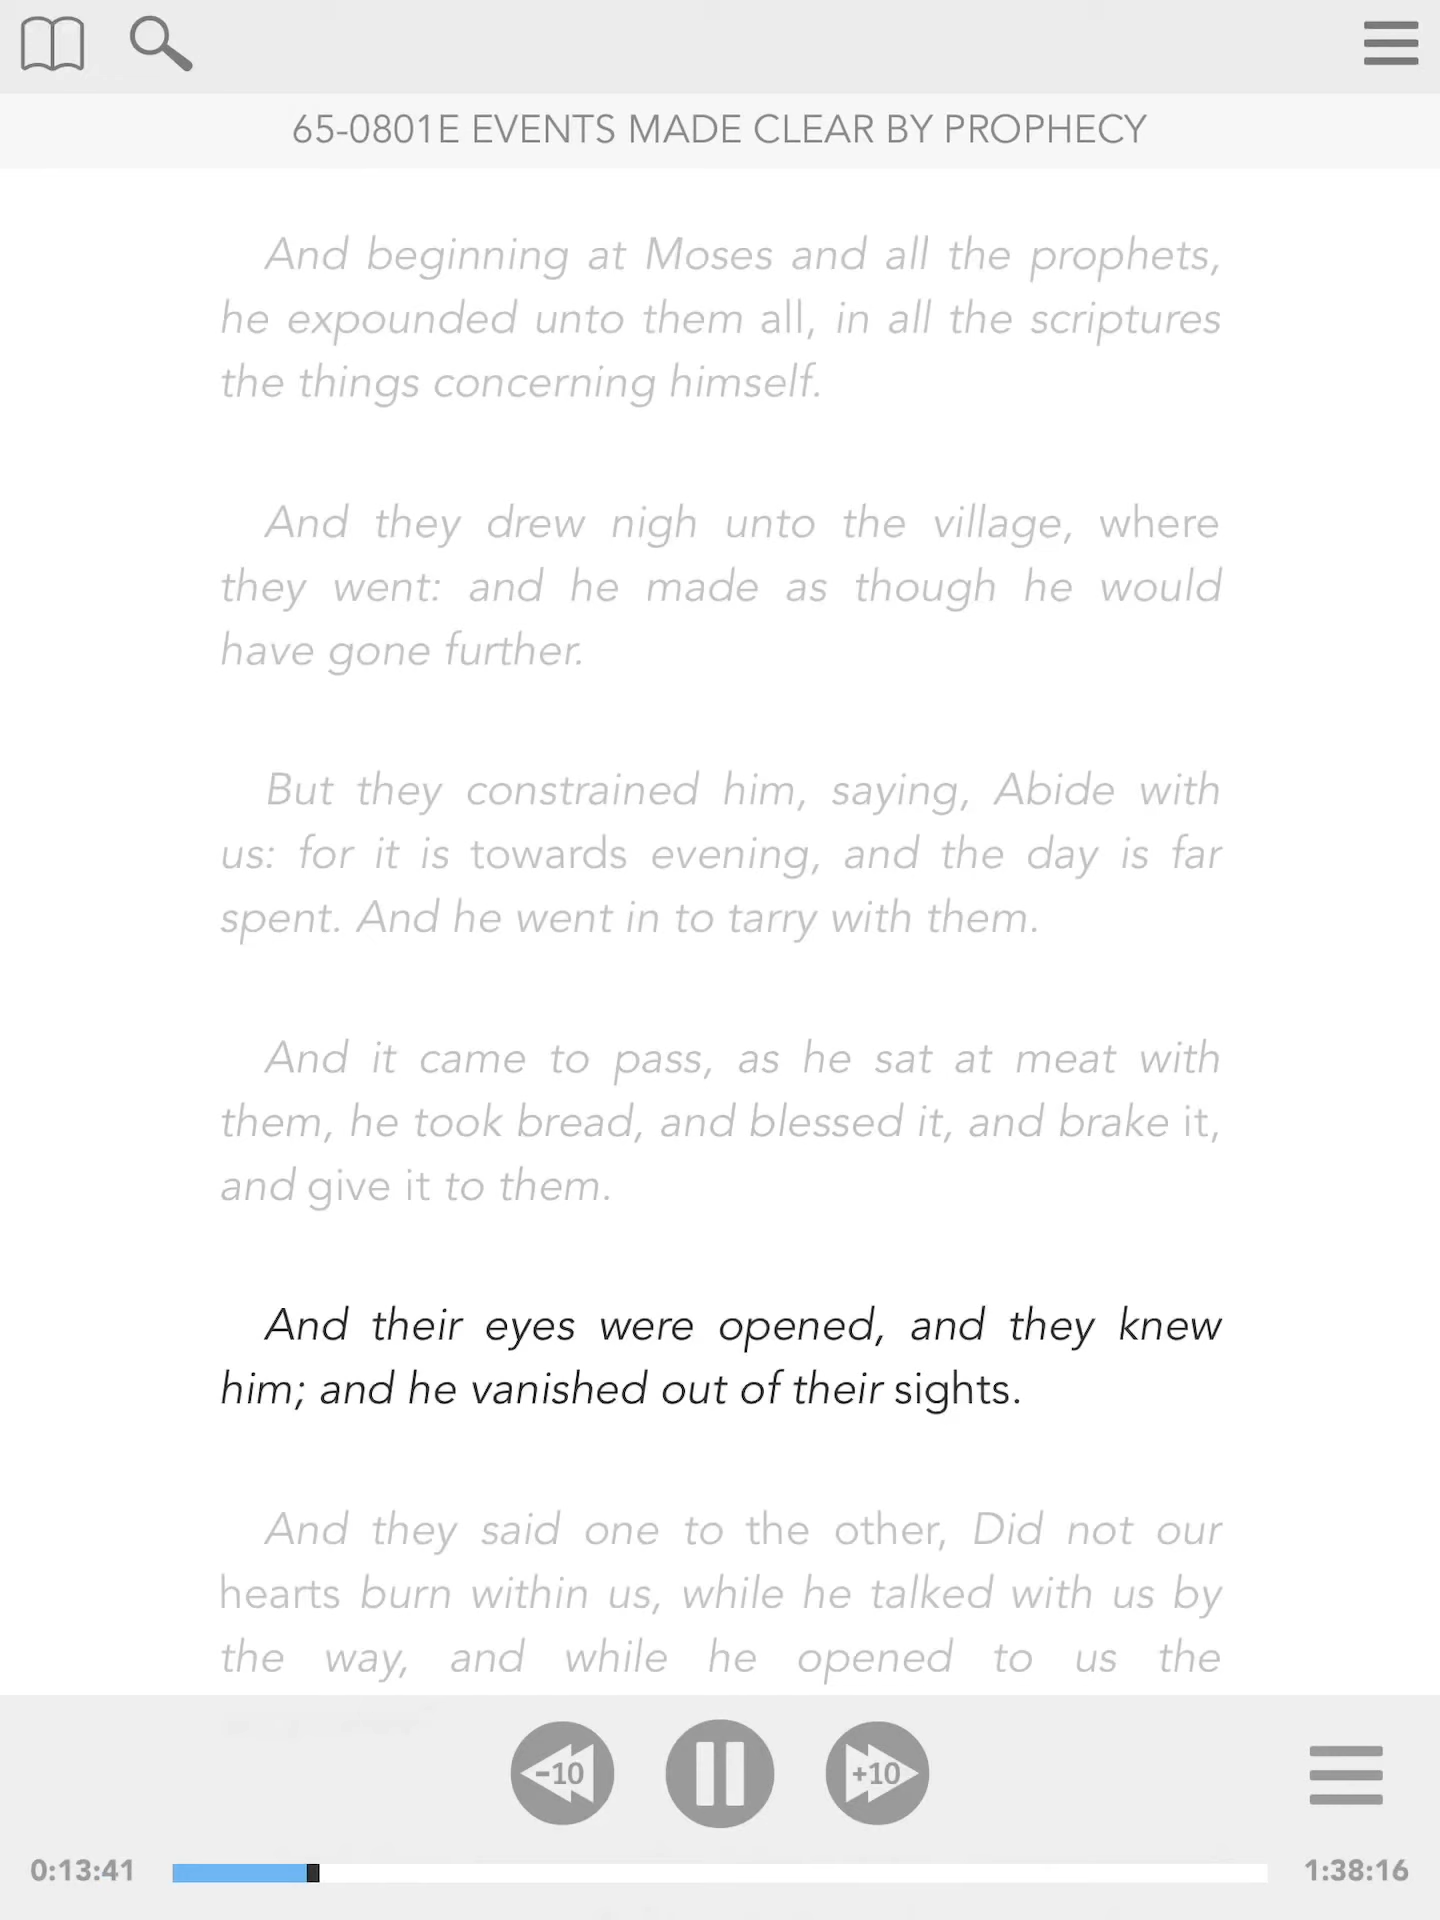 65-0801E EVENTS MADE CLEAR BY PROPHECY
And beginning at Moses and all the prophets,
he expounded unto them all, in all the scriptures
the things concerning himself.
And they drew nigh unto the village, where
they went: and he made as though he would
have gone further.
But they constrained him, saying, Abide with
us: for it is towards evening, and the day is far
spent. And he went in to tarry with them.
And it came to pass, as he sat at meat with
them, he took bread, and blessed it, and brake it,
and give it to them.
And their eyes were opened, and they knew
him; and he vanished out of their sights.
And they said one to the other, Did not our
hearts burn within us, while he talked with us by
the way, and while he opened to us the
-10 +10
0:13:41 1:38:16